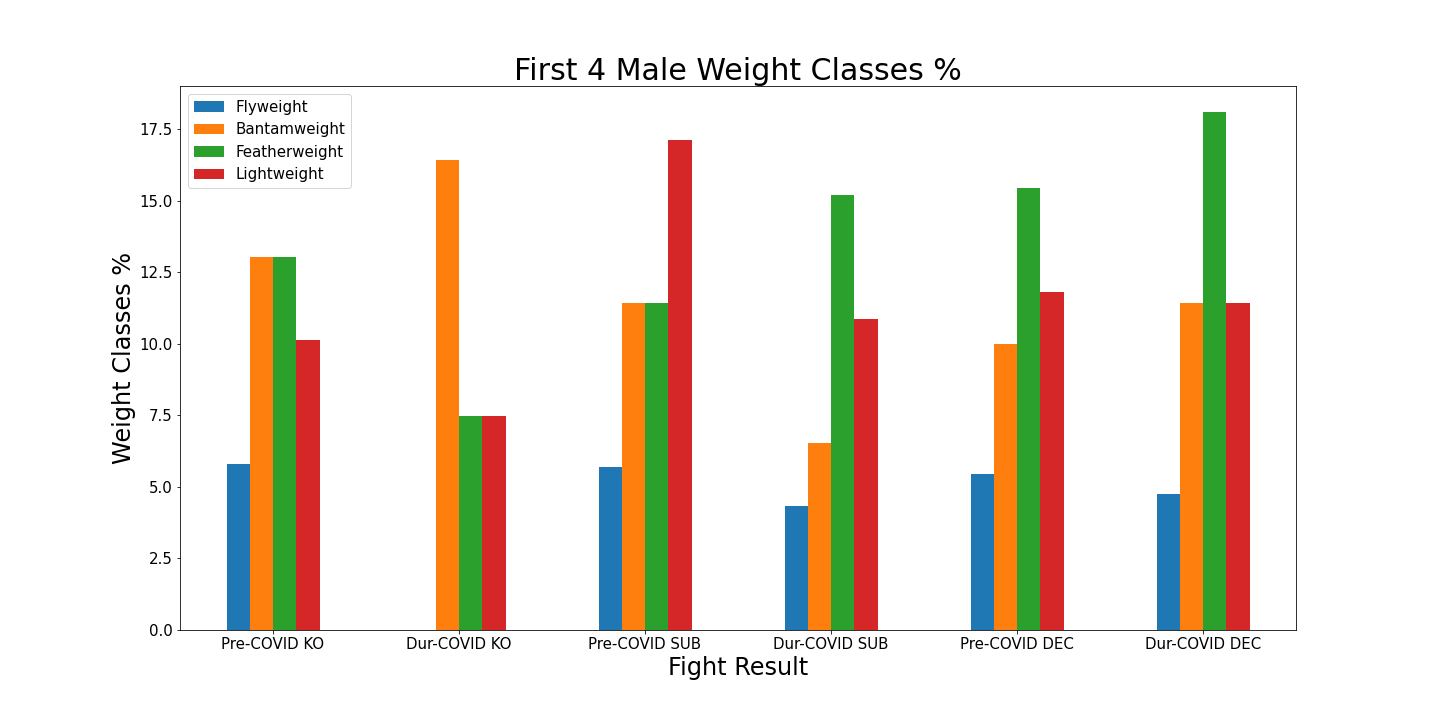 First 4 Male Weight Classes %
Flyweight
Bantamweight
Featherweight
Lightweight
Weight Classes %
17.5
15.0
12.5
10.0
7.5
5.0
2.5
0.0
Pre-COVID KO Dur-COVID KO Pre-COVID SUB Dur-COVID SUB Pre-COVID DEC Dur-COVID DEC
Fight Result